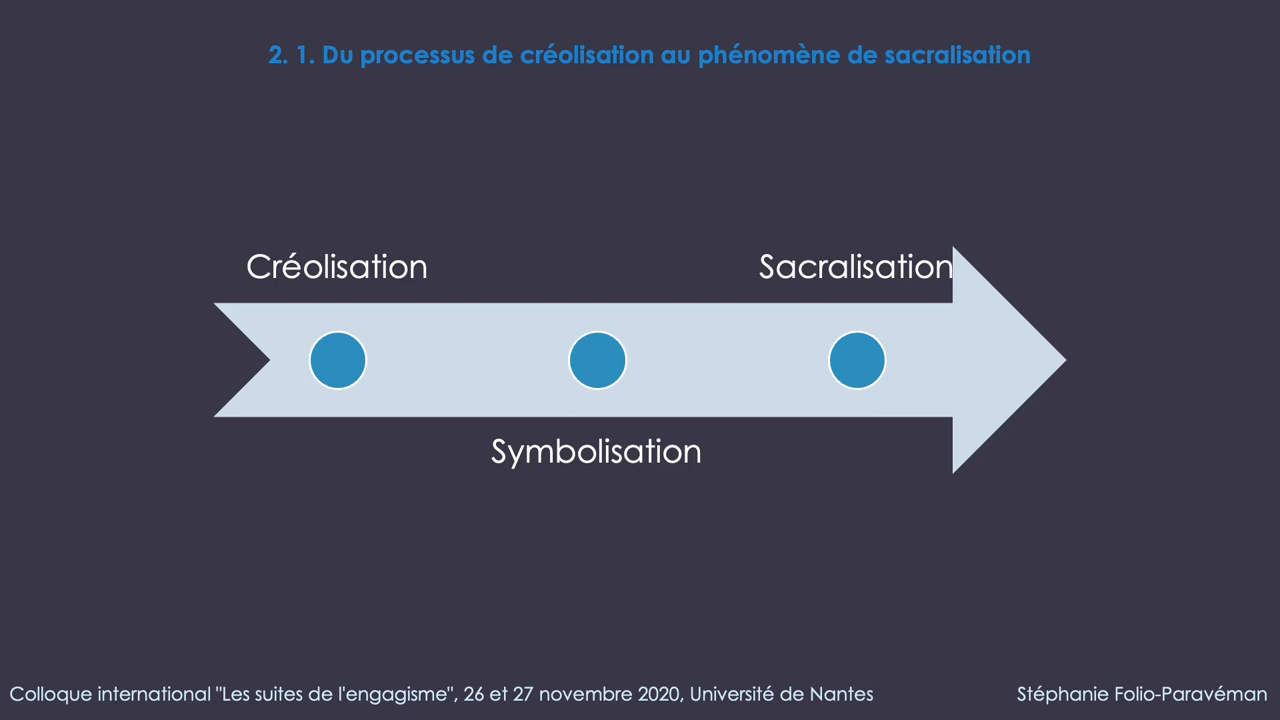 2. 1. Du processus de créolisation au phénomène de sacralisation
Créolisation
Sacralisation
Symbolisation
Colloque international "Les suites de l'engagisme", 26 et 27 novembre 2020, Université de Nantes
Stéphanie Folio-Paravéman